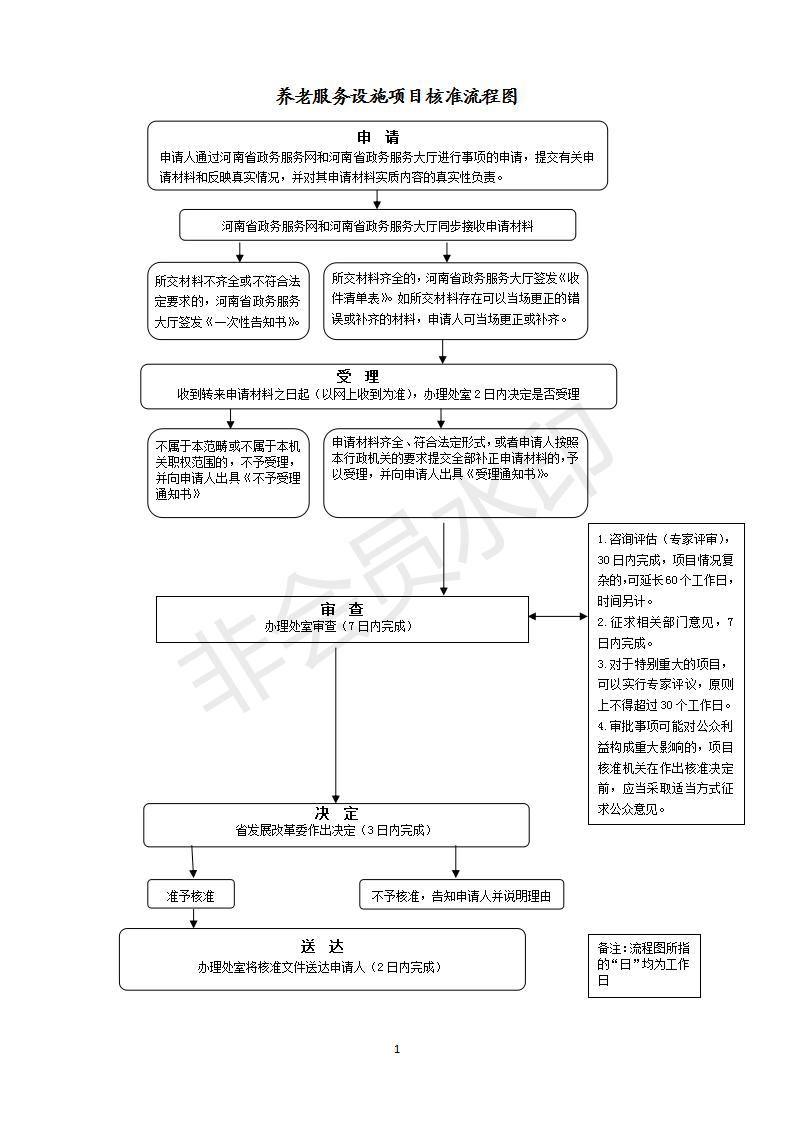 养老服务设施项目核准流程图
申 请
申请人通过河南省政务服务网和河南省政务服务大厅进行事项的申请，提交有关申
请材料和反映真实情况，并对其申请材料实质内容的真实性负责。
河南省政务服务网和河南省政务服务大厅同步接收申请材料
所交材料不齐全或不符合法
定要求的，河南省政务服务
大厅签发《一次性告知书》。
所交材料齐全的，河南省政务服务大厅签发《收
件清单表》。如所交材料存在可以当场更正的错
误或补齐的材料，申请人可当场更正或补齐。
受 理
收到转来申请材料之日起（以网上收到为准），办理处室2日内决定是否受理
不属于本范畴或不属于本机
关职权范围的，不予受理，
并向申请人出具《不予受理
通知书》
申请材料齐全、符合法定形式，或者申请人按照
本行政机关的要求提交全部补正申请材料的，予
以受理，并向申请人出具《受理通知书》。
审 查
办理处室审查（7日内完成）
1.咨询评估（专家评审），
30日内完成，项目情况复
杂的，可延长60个工作日，
时间另计。
2.征求相关部门意见，7
日内完成。
3.对于特别重大的项目，
可以实行专家评议，原则
上不得超过30个工作日。
4.审批事项可能对公众利
益构成重大影响的，项目
核准机关在作出核准决定
前，应当采取适当方式征
求公众意见。
决 定
省发展改革委作出决定（3日内完成）
准予核准
不予核准，告知申请人并说明理由
送 达
办理处室将核准文件送达申请人（2日内完成）
备注：流程图所指
的“日”均为工作
日
非会员水印
1